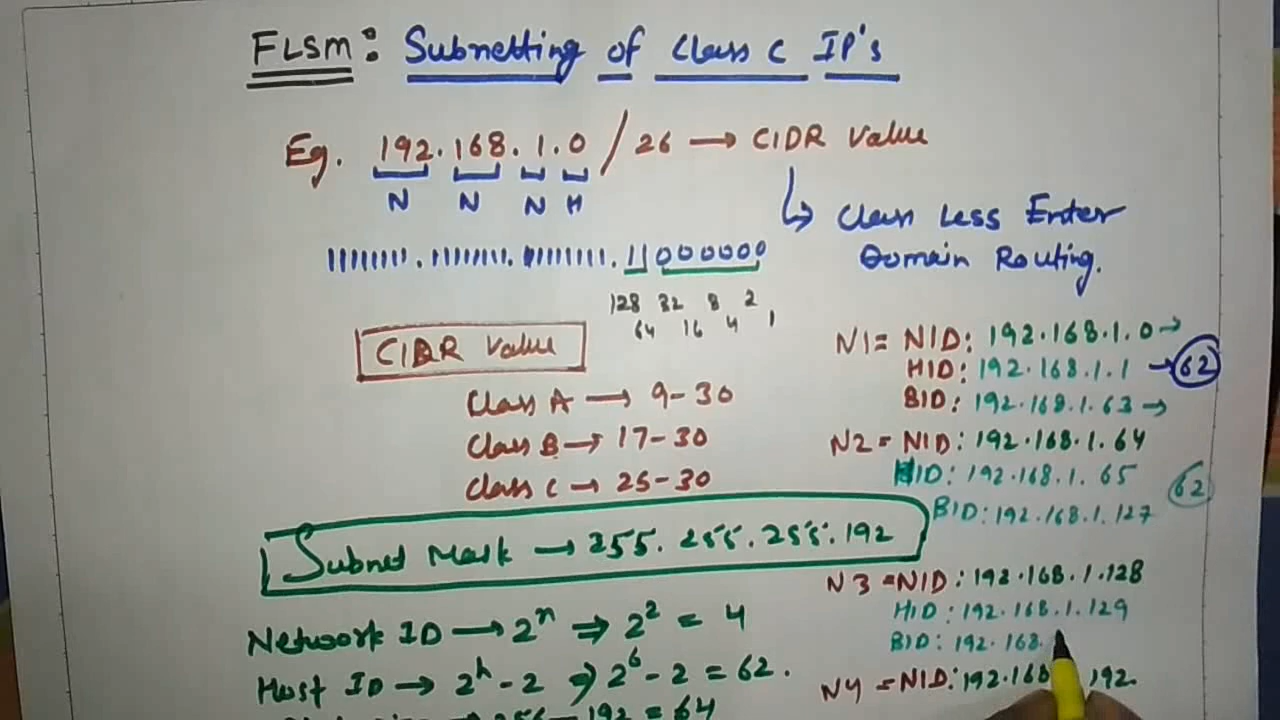 FLSM: Subnetting of Class C IP's
Eg. 192.168.1.0 / 26 → CIDR Value
N N N H
Class Less Enter
Domain Routing.
11111111.11111111.11111111.11000000
128 32 8 2
64 16 4 1
CIDR Value
Class A → 9-30
Class B → 17-30
Class C → 25-30
Subnet Mask → 255.255.255.192
Network ID → 2^n ⇒ 2^2 = 4
Host ID → 2^h - 2 ⇒ 2^6 - 2 = 62.
→ 256 - 192 = 64
N1 = NID: 192.168.1.0 →
HID: 192.168.1.1 → 62
BID: 192.168.1.63 →
N2 = NID: 192.168.1.64
HID: 192.168.1.65 62
BID: 192.168.1.127
N3 = NID: 192.168.1.128
HID: 192.168.1.129
BID: 192.168.
N4 = NID: 192.168 192.